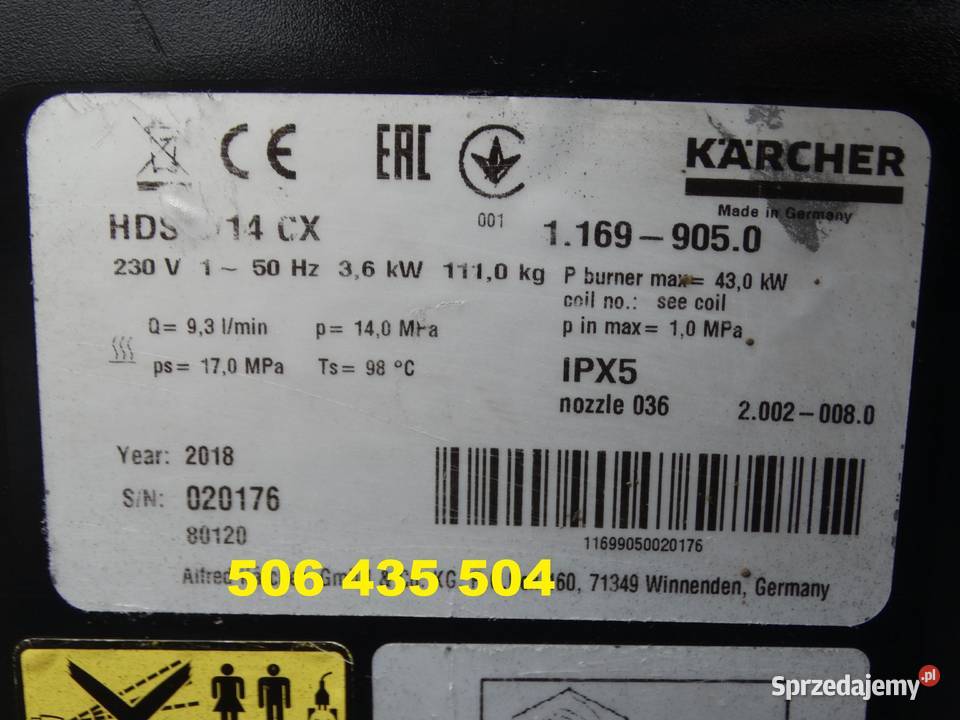 CE EAC
KÄRCHER
Made in Germany
001
14 CX
1.169-905.0
230 V 1~ 50 Hz 3,6 kW 111,0 kg
P burner max= 43,0 kW
coil no.: see coil
Q= 9,3 l/min p= 14,0 MPa
p in max= 1,0 MPa
ps= 17,0 MPa Ts= 98 °C
IPX5
nozzle 036 2.002-008.0
Year: 2018
S/N: 020176
80120
11699050020176
506 435 504
Alfred 71349 Winnenden, Germany
Sprzedajemy.pl